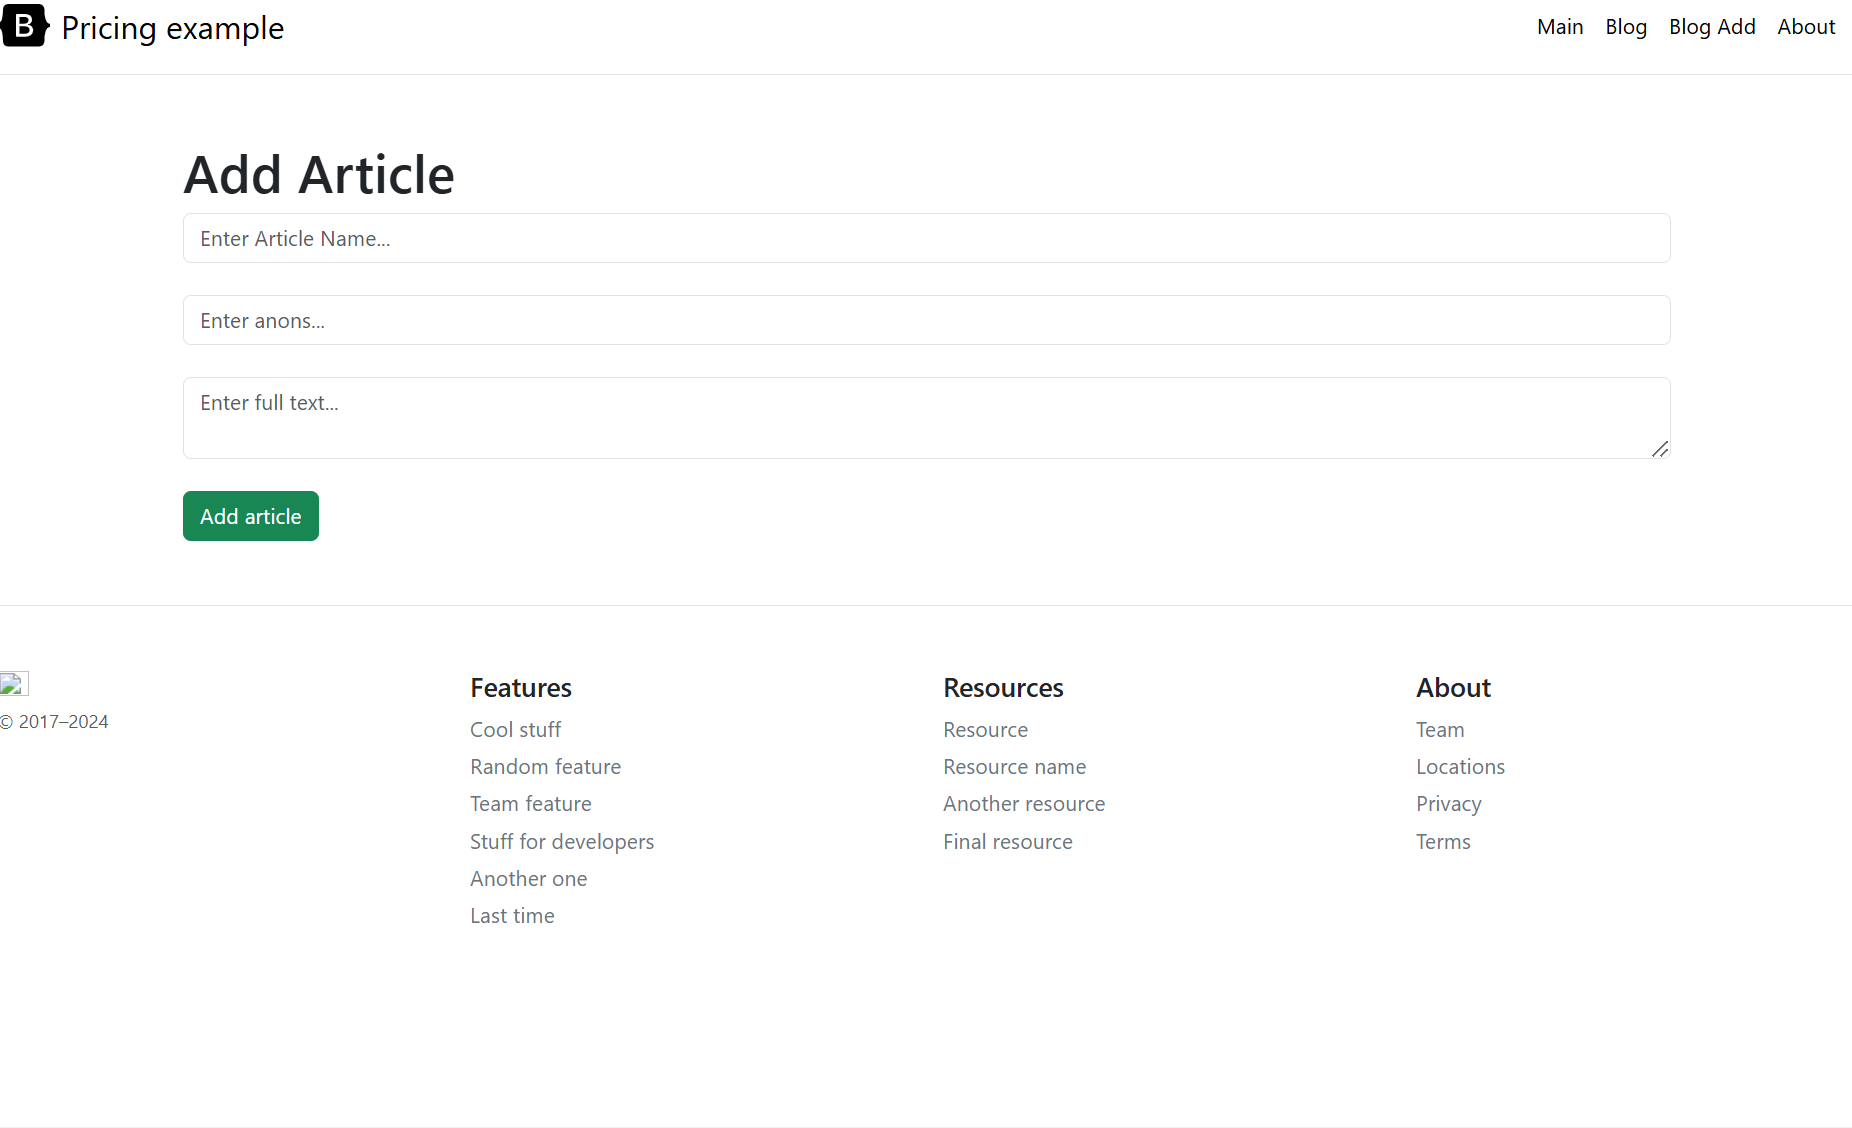 B Pricing example
Main Blog Blog Add About
Add Article
Enter Article Name...
Enter anons...
Enter full text...
Add article
© 2017–2024
Features
Cool stuff
Random feature
Team feature
Stuff for developers
Another one
Last time
Resources
Resource
Resource name
Another resource
Final resource
About
Team
Locations
Privacy
Terms